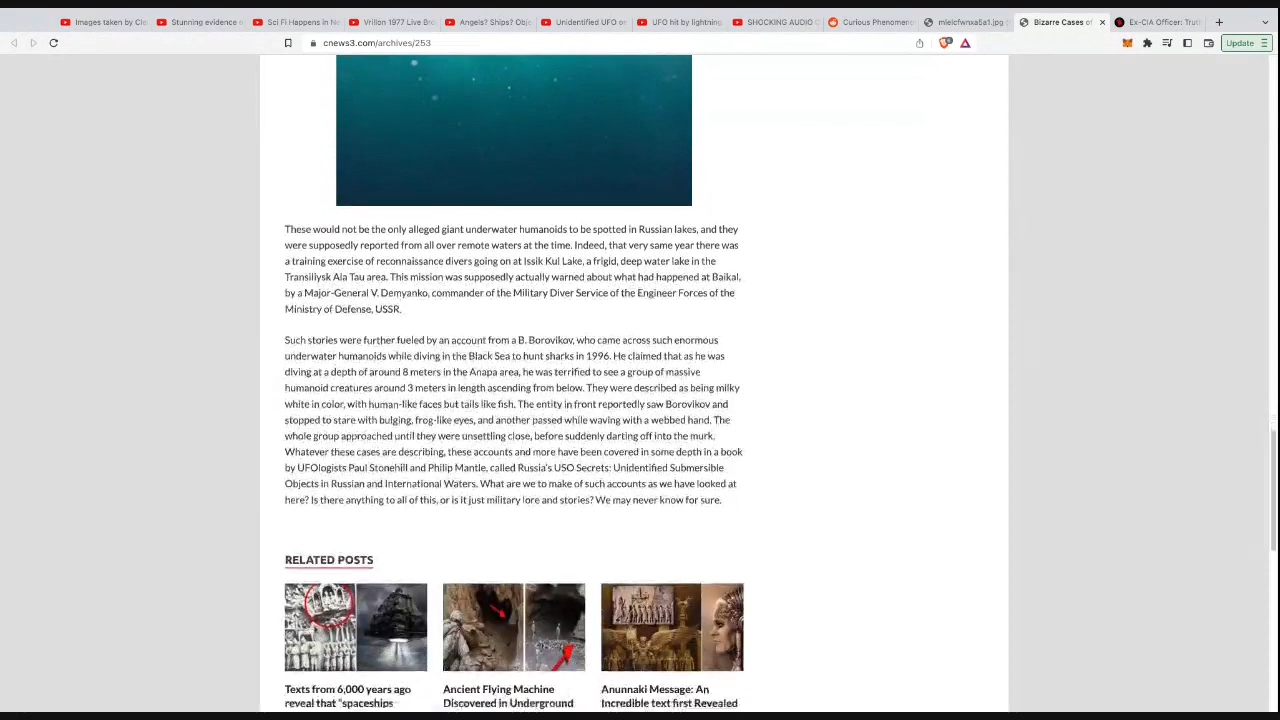 Images taken by Cle
Stunning evidence o
Sci Fi Happens in Ne
Vrillon 1977 Live Bro
Angels? Ships? Obje
Unidentified UFO on
UFO hit by lightning
SHOCKING AUDIO O
Curious Phenomeno
mleicfwnxa5a1.jpg (
Bizarre Cases of
Ex-CIA Officer: Trut
cnews3.com/archives/253
Update
These would not be the only alleged giant underwater humanoids to be spotted in Russian lakes, and they
were supposedly reported from all over remote waters at the time. Indeed, that very same year there was
a training exercise of reconnaissance divers going on at Issik Kul Lake, a frigid, deep water lake in the
Transiliysk Ala Tau area. This mission was supposedly actually warned about what had happened at Baikal,
by a Major-General V. Demyanko, commander of the Military Diver Service of the Engineer Forces of the
Ministry of Defense, USSR.
Such stories were further fueled by an account from a B. Borovikov, who came across such enormous
underwater humanoids while diving in the Black Sea to hunt sharks in 1996. He claimed that as he was
diving at a depth of around 8 meters in the Anapa area, he was terrified to see a group of massive
humanoid creatures around 3 meters in length ascending from below. They were described as being milky
white in color, with human-like faces but tails like fish. The entity in front reportedly saw Borovikov and
stopped to stare with bulging, frog-like eyes, and another passed while waving with a webbed hand. The
whole group approached until they were unsettling close, before suddenly darting off into the murk.
Whatever these cases are describing, these accounts and more have been covered in some depth in a book
by UFOlogists Paul Stonehill and Philip Mantle, called Russia's USO Secrets: Unidentified Submersible
Objects in Russian and International Waters. What are we to make of such accounts as we have looked at
here? Is there anything to all of this, or is it just military lore and stories? We may never know for sure.
RELATED POSTS
Texts from 6,000 years ago
reveal that "spaceships
Ancient Flying Machine
Discovered in Underground
Anunnaki Message: An
Incredible text first Revealed